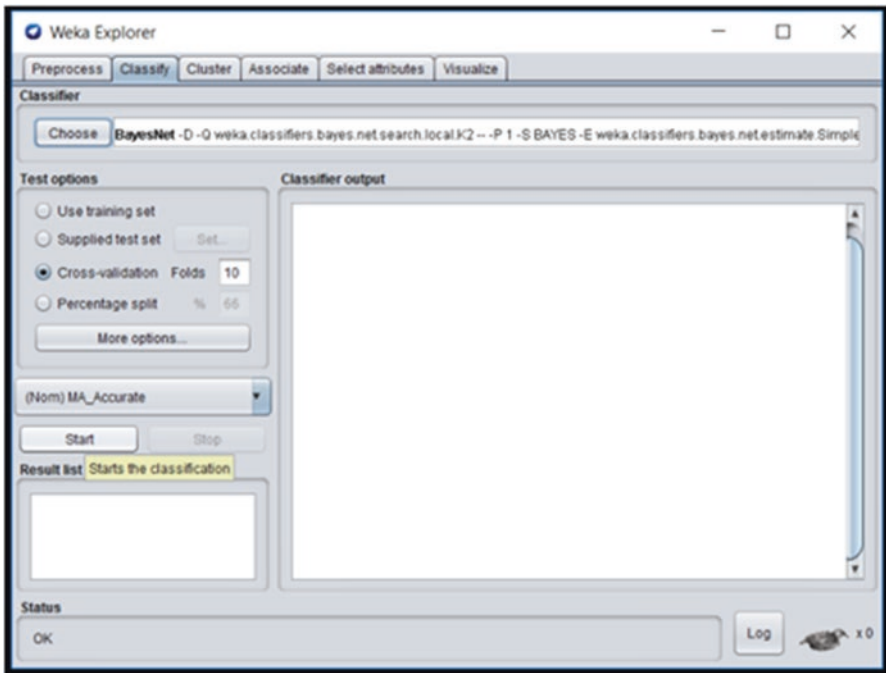 Weka Explorer
Preprocess Classify Cluster Associate Select attributes Visualize
Classifier
Choose BayesNet -D -Q weka.classifiers.bayes.net.search.local.K2 -- -P 1 -S BAYES -E weka.classifiers.bayes.net.estimate.Simple
Test options
Use training set
Supplied test set Set...
Cross-validation Folds 10
Percentage split % 66
More options...
(Nom) MA_Accurate
Start Stop
Result list Starts the classification
Classifier output
Status
OK
Log x 0